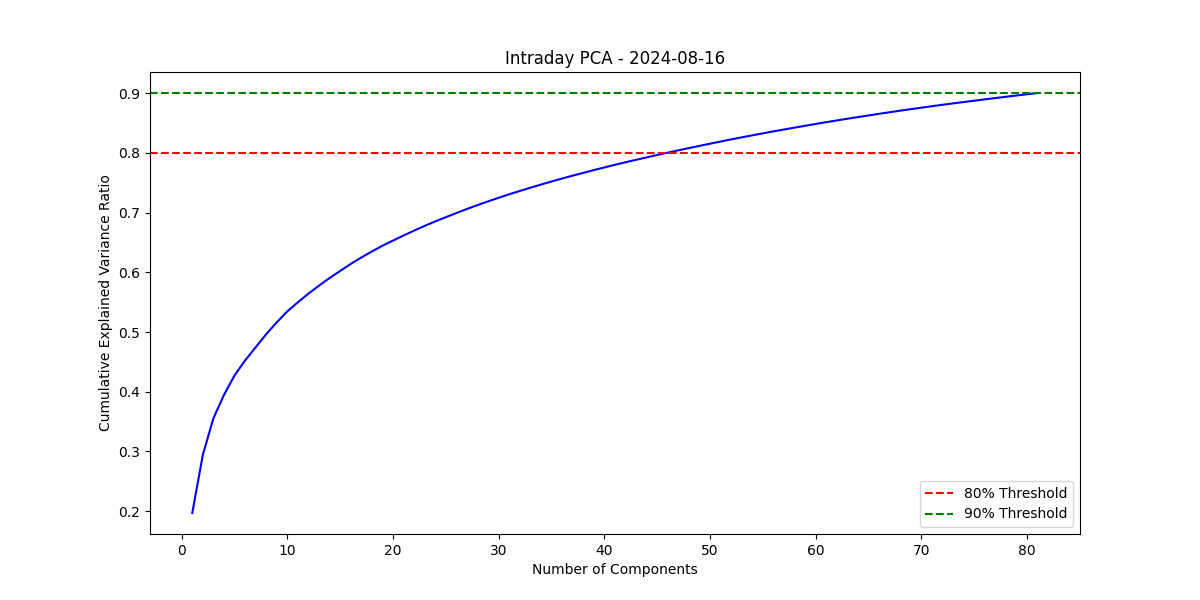 Intraday PCA - 2024-08-16
Cumulative Explained Variance Ratio
0.9
0.8
0.7
0.6
0.5
0.4
0.3
0.2
80% Threshold
90% Threshold
0 10 20 30 40 50 60 70 80
Number of Components